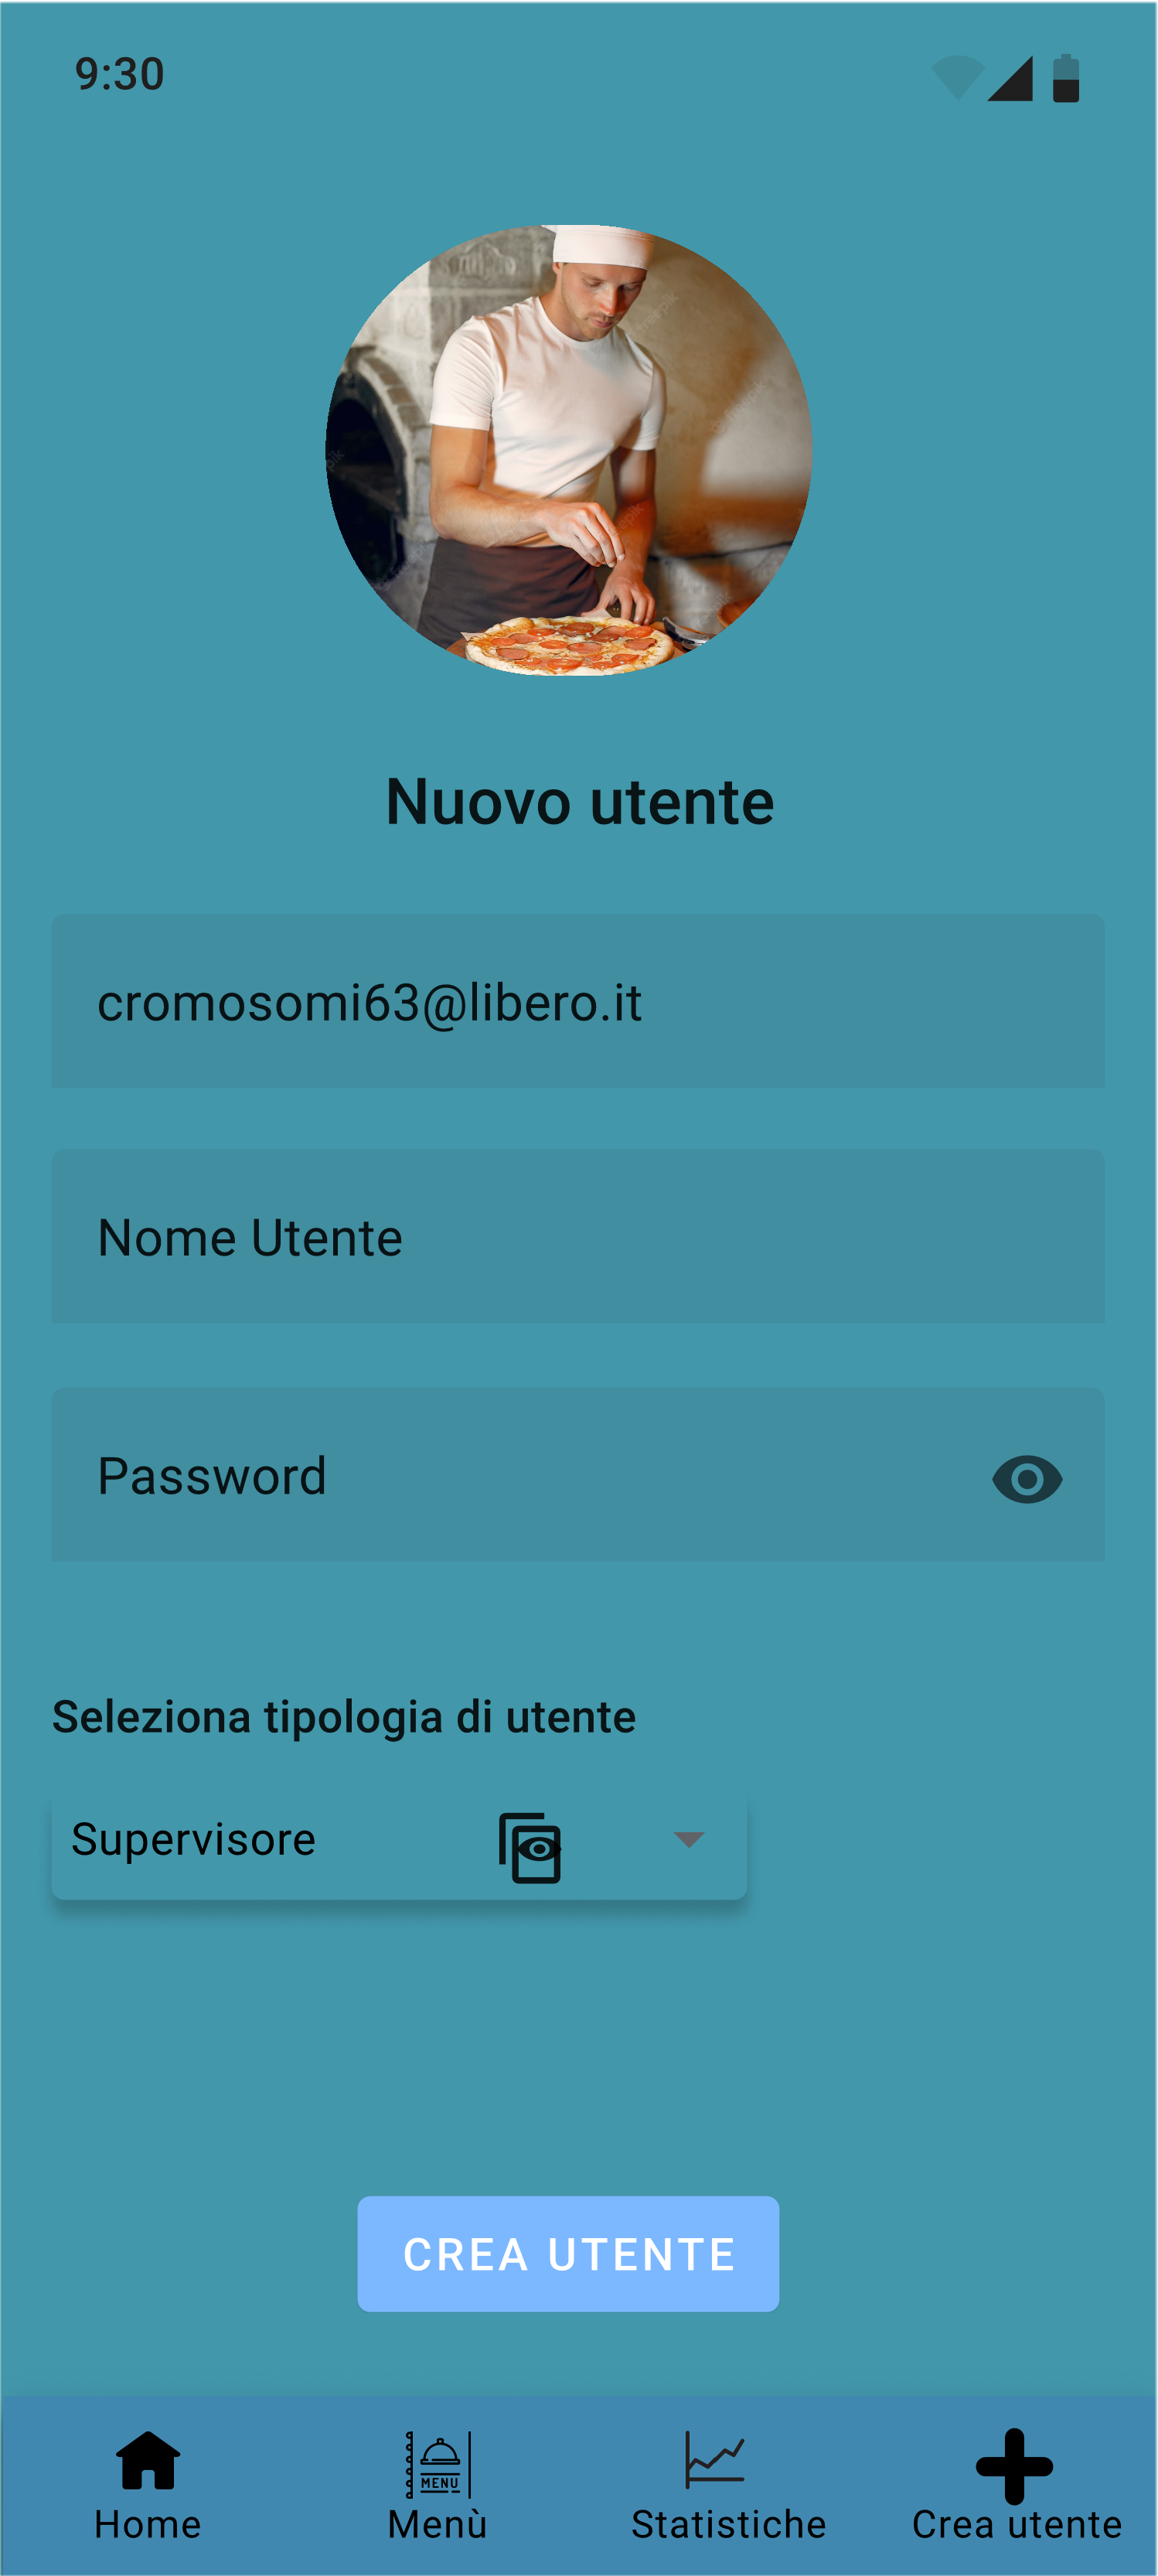 9:30
Nuovo utente
cromosomi63@libero.it
Nome Utente
Password
Seleziona tipologia di utente
Supervisore
CREA UTENTE
MENU
Home
Menù
Statistiche
Crea utente